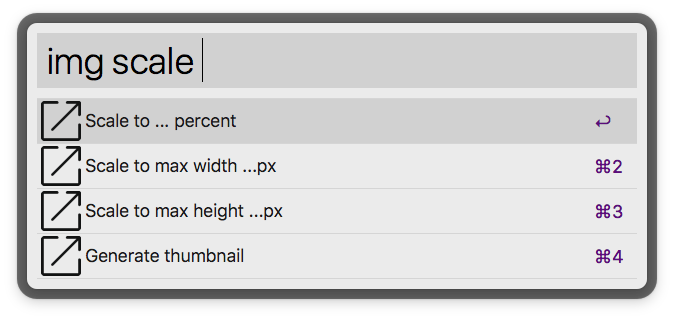 img scale
Scale to ... percent ↩
Scale to max width ...px ⌘2
Scale to max height ...px ⌘3
Generate thumbnail ⌘4